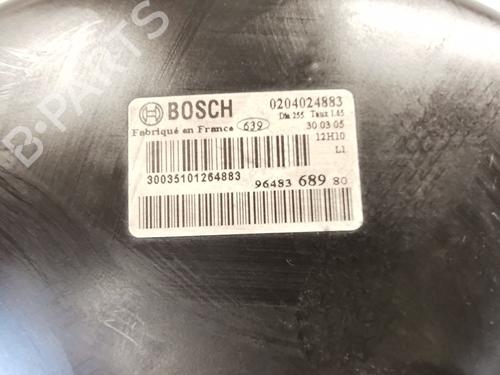 B-PARTS
BOSCH 0204024883
Dia 255 Taux 1.45
Fabriqué en France 639 30 03 05
12H10
L1
30035101264883
96483 689 80